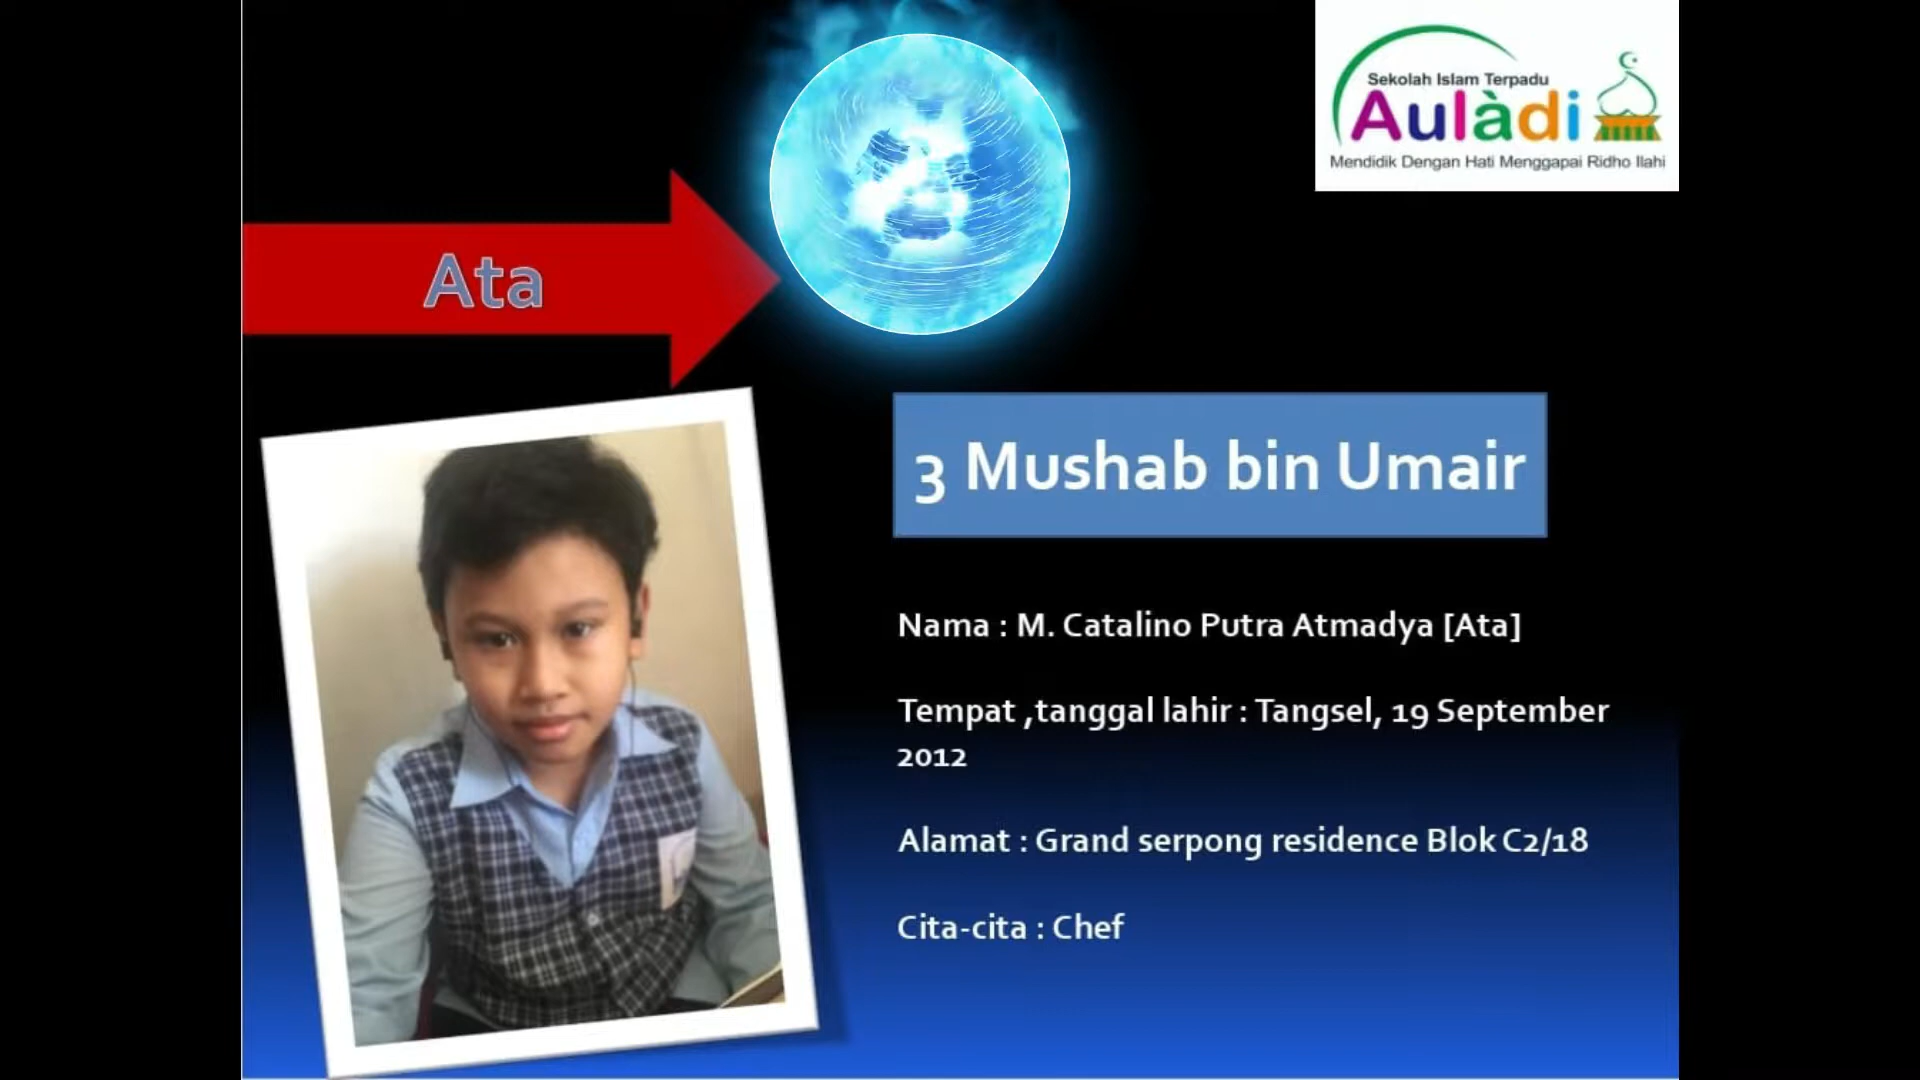 Sekolah Islam Terpadu
Aulàdi
Mendidik Dengan Hati Menggapai Ridho Ilahi
Ata
3 Mushab bin Umair
Nama : M. Catalino Putra Atmadya [Ata]
Tempat ,tanggal lahir : Tangsel, 19 September
2012
Alamat : Grand serpong residence Blok C2/18
Cita-cita : Chef